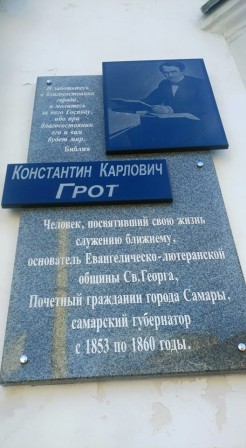 И заботьтесь
о благосостоянии
города,
и молитесь
за него Господу,
ибо при
благосостоянии
его и вам
будет мир.
Библия
Константин Карлович
Грот
Человек, посвятивший свою жизнь
служению ближнему,
основатель Евангелическо-лютеранской
общины Св.Георга,
Почетный гражданин города Самары,
самарский губернатор
с 1853 по 1860 годы.